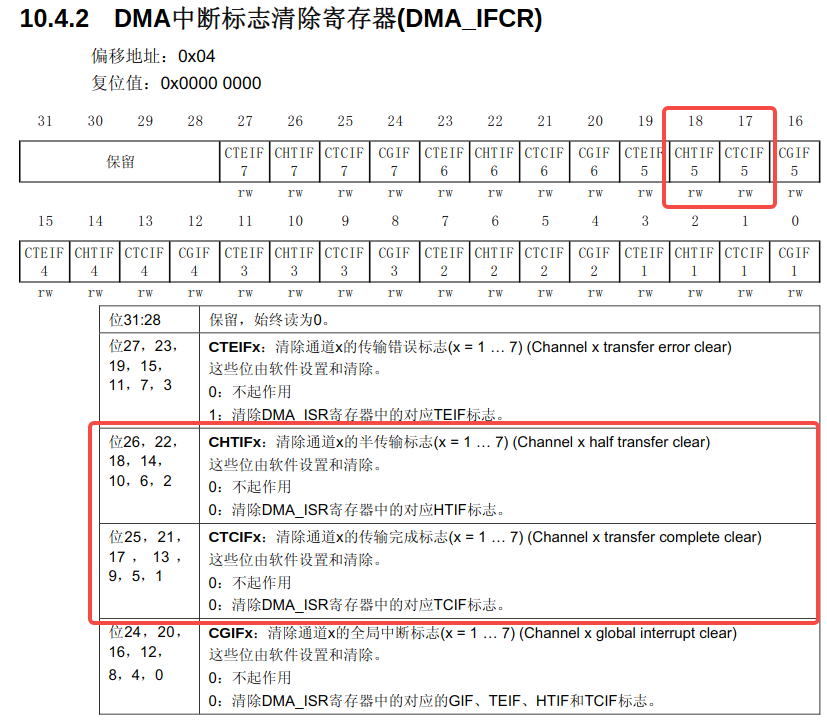 10.4.2 DMA中断标志清除寄存器(DMA_IFCR)
偏移地址：0x04
复位值：0x0000 0000
31 30 29 28 27 26 25 24 23 22 21 20 19 18 17 16
保留 CTEIF7 CHTIF7 CTCIF7 CGIF7 CTEIF6 CHTIF6 CTCIF6 CGIF6 CTEIF5 CHTIF5 CTCIF5 CGIF5
rw rw rw rw rw rw rw rw rw rw rw rw
15 14 13 12 11 10 9 8 7 6 5 4 3 2 1 0
CTEIF4 CHTIF4 CTCIF4 CGIF4 CTEIF3 CHTIF3 CTCIF3 CGIF3 CTEIF2 CHTIF2 CTCIF2 CGIF2 CTEIF1 CHTIF1 CTCIF1 CGIF1
rw rw rw rw rw rw rw rw rw rw rw rw rw rw rw rw
位31:28 保留，始终读为0。
位27，23，
19，15，
11，7，3
CTEIFx：清除通道x的传输错误标志(x = 1 … 7) (Channel x transfer error clear)
这些位由软件设置和清除。
0：不起作用
1：清除DMA_ISR寄存器中的对应TEIF标志。
位26，22，
18，14，
10，6，2
CHTIFx：清除通道x的半传输标志(x = 1 … 7) (Channel x half transfer clear)
这些位由软件设置和清除。
0：不起作用
0：清除DMA_ISR寄存器中的对应HTIF标志。
位25，21，
17，13，
9，5，1
CTCIFx：清除通道x的传输完成标志(x = 1 … 7) (Channel x transfer complete clear)
这些位由软件设置和清除。
0：不起作用
0：清除DMA_ISR寄存器中的对应TCIF标志。
位24，20，
16，12，
8，4，0
CGIFx：清除通道x的全局中断标志(x = 1 … 7) (Channel x global interrupt clear)
这些位由软件设置和清除。
0：不起作用
0：清除DMA_ISR寄存器中的对应的GIF、TEIF、HTIF和TCIF标志。